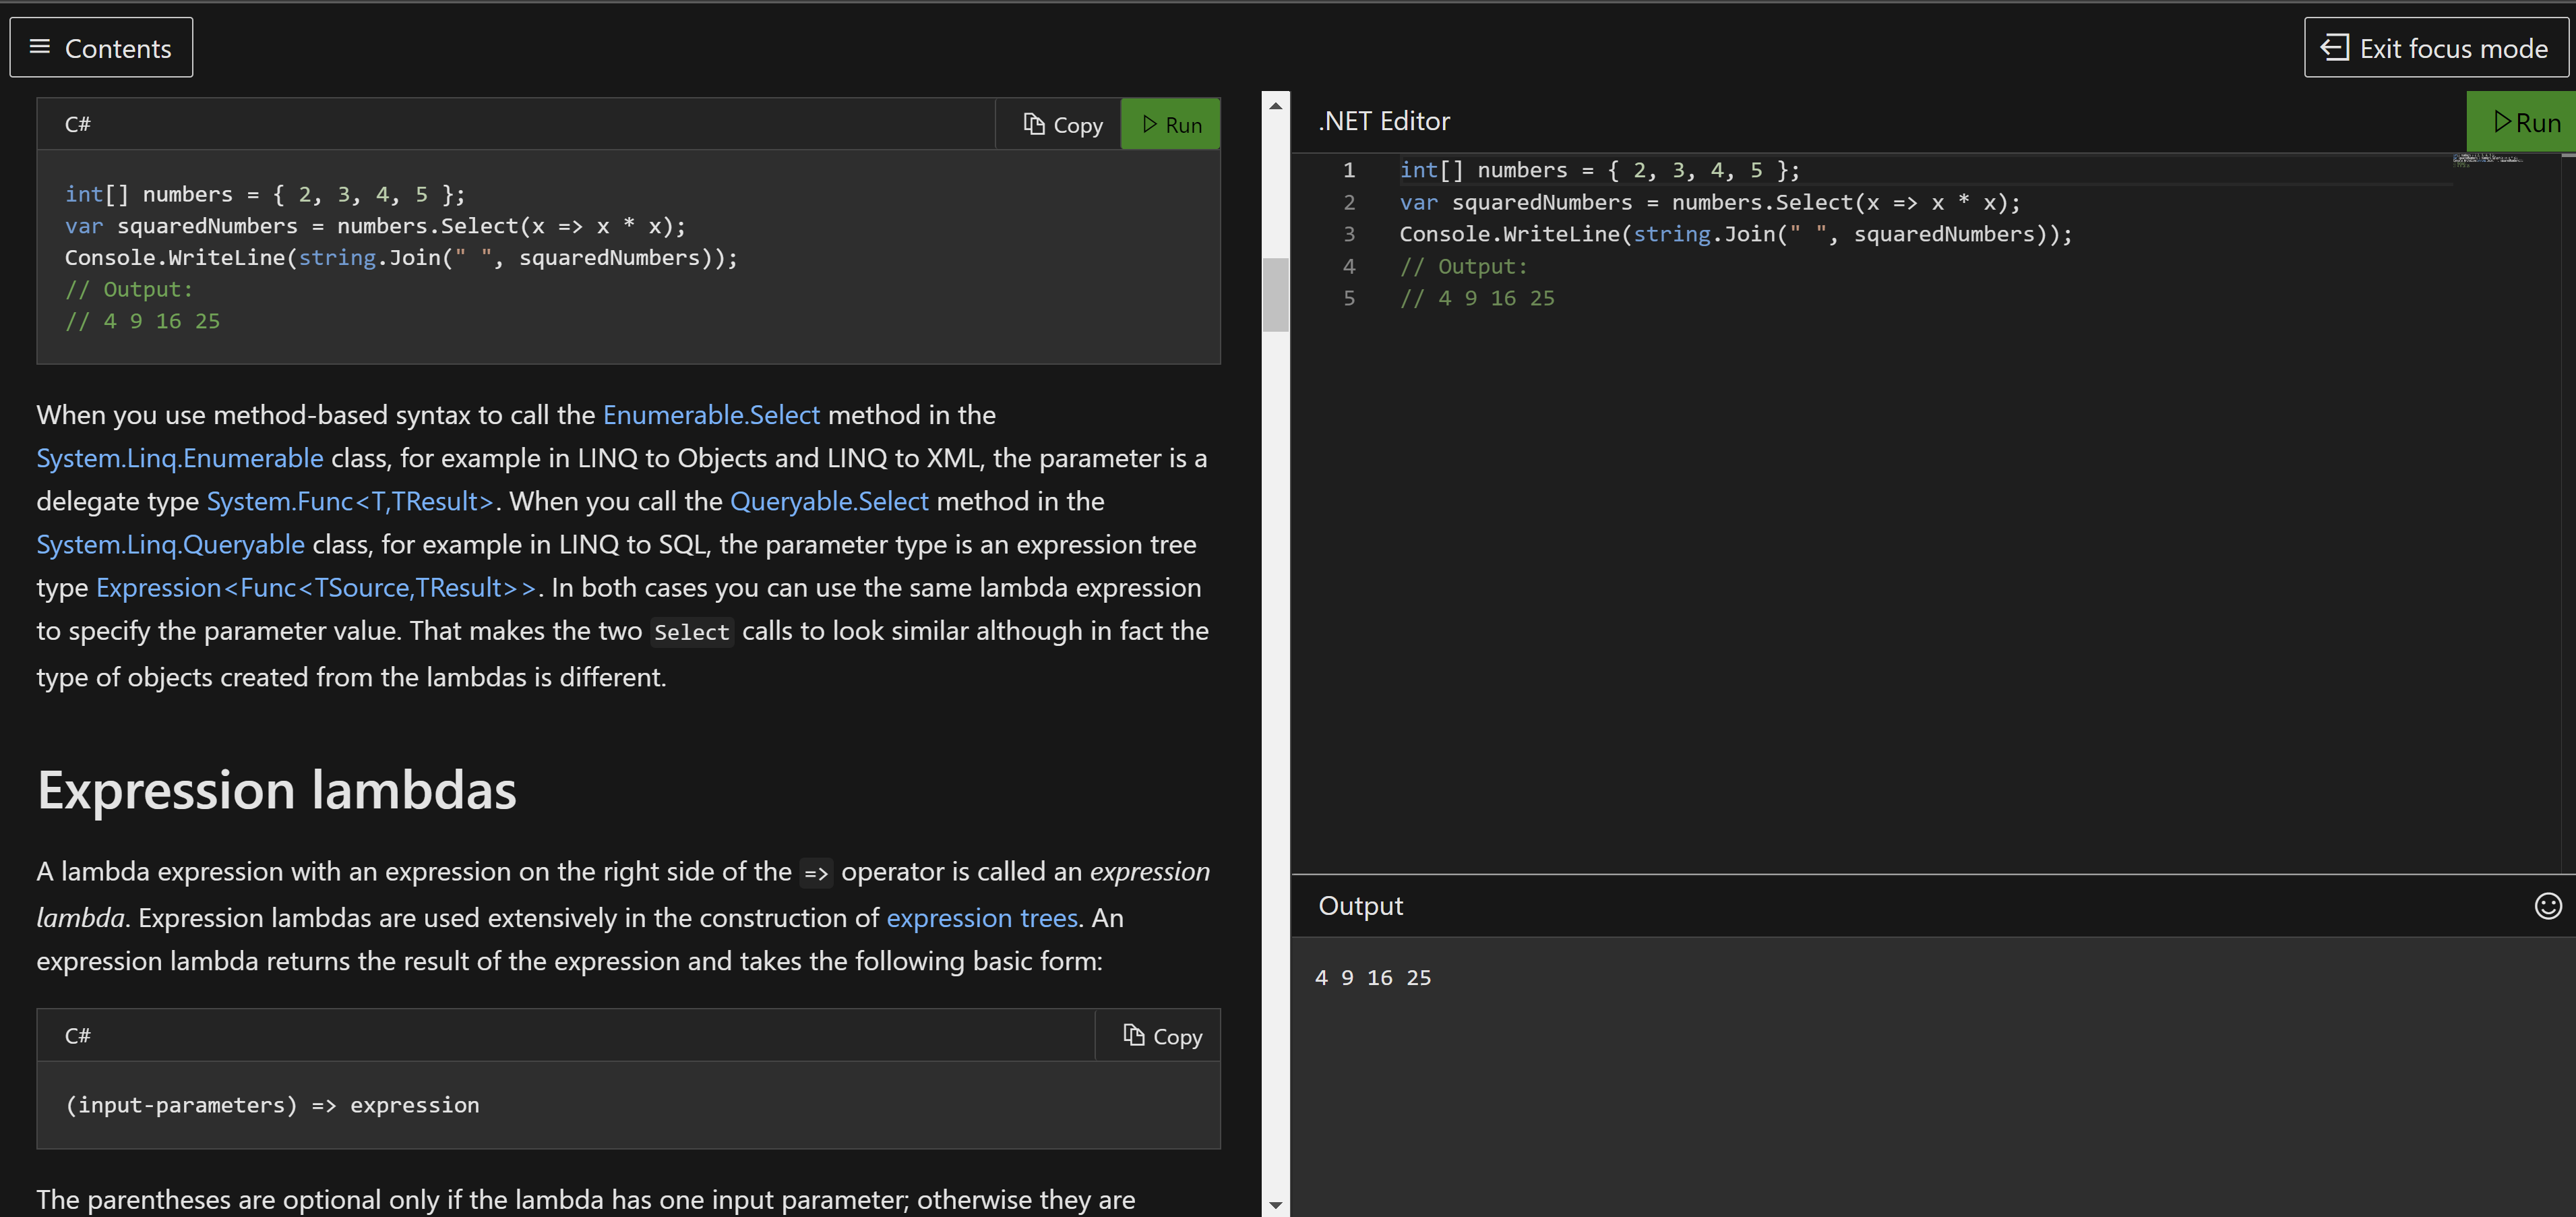 Contents
Exit focus mode
C#
Copy
Run
int[] numbers = { 2, 3, 4, 5 };
var squaredNumbers = numbers.Select(x => x * x);
Console.WriteLine(string.Join(" ", squaredNumbers));
// Output:
// 4 9 16 25
When you use method-based syntax to call the Enumerable.Select method in the
System.Linq.Enumerable class, for example in LINQ to Objects and LINQ to XML, the parameter is a
delegate type System.Func<T,TResult>. When you call the Queryable.Select method in the
System.Linq.Queryable class, for example in LINQ to SQL, the parameter type is an expression tree
type Expression<Func<TSource,TResult>>. In both cases you can use the same lambda expression
to specify the parameter value. That makes the two Select calls to look similar although in fact the
type of objects created from the lambdas is different.
Expression lambdas
A lambda expression with an expression on the right side of the => operator is called an expression
lambda. Expression lambdas are used extensively in the construction of expression trees. An
expression lambda returns the result of the expression and takes the following basic form:
C#
Copy
(input-parameters) => expression
The parentheses are optional only if the lambda has one input parameter; otherwise they are
.NET Editor
Run
1 int[] numbers = { 2, 3, 4, 5 };
2 var squaredNumbers = numbers.Select(x => x * x);
3 Console.WriteLine(string.Join(" ", squaredNumbers));
4 // Output:
5 // 4 9 16 25
Output
4 9 16 25